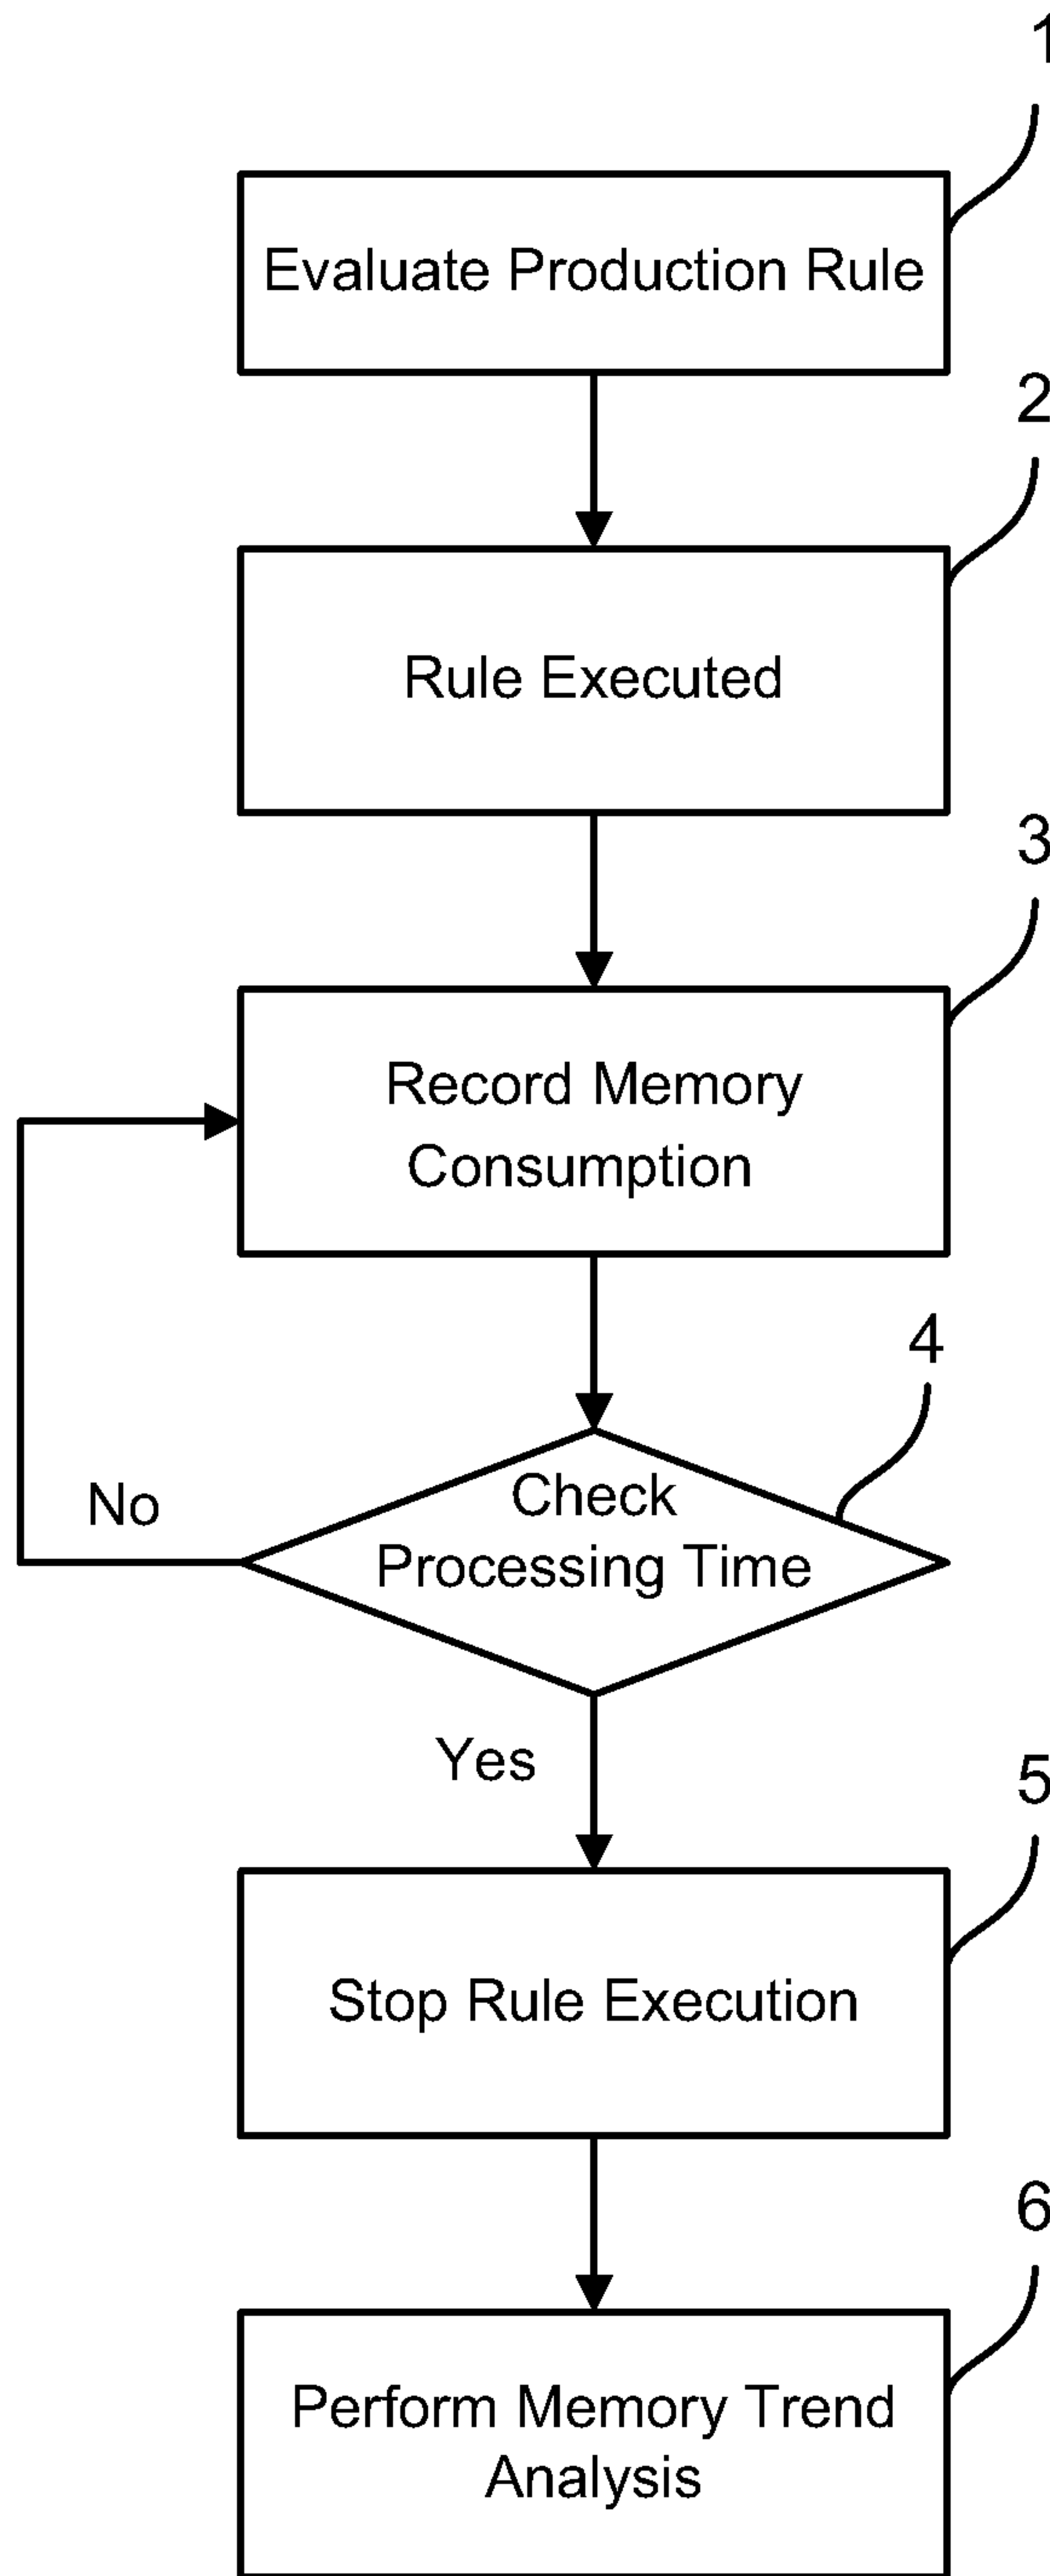 1
Evaluate Production Rule
2
Rule Executed
3
Record Memory
Consumption
4
Check
Processing Time
No
Yes
5
Stop Rule Execution
6
Perform Memory Trend
Analysis